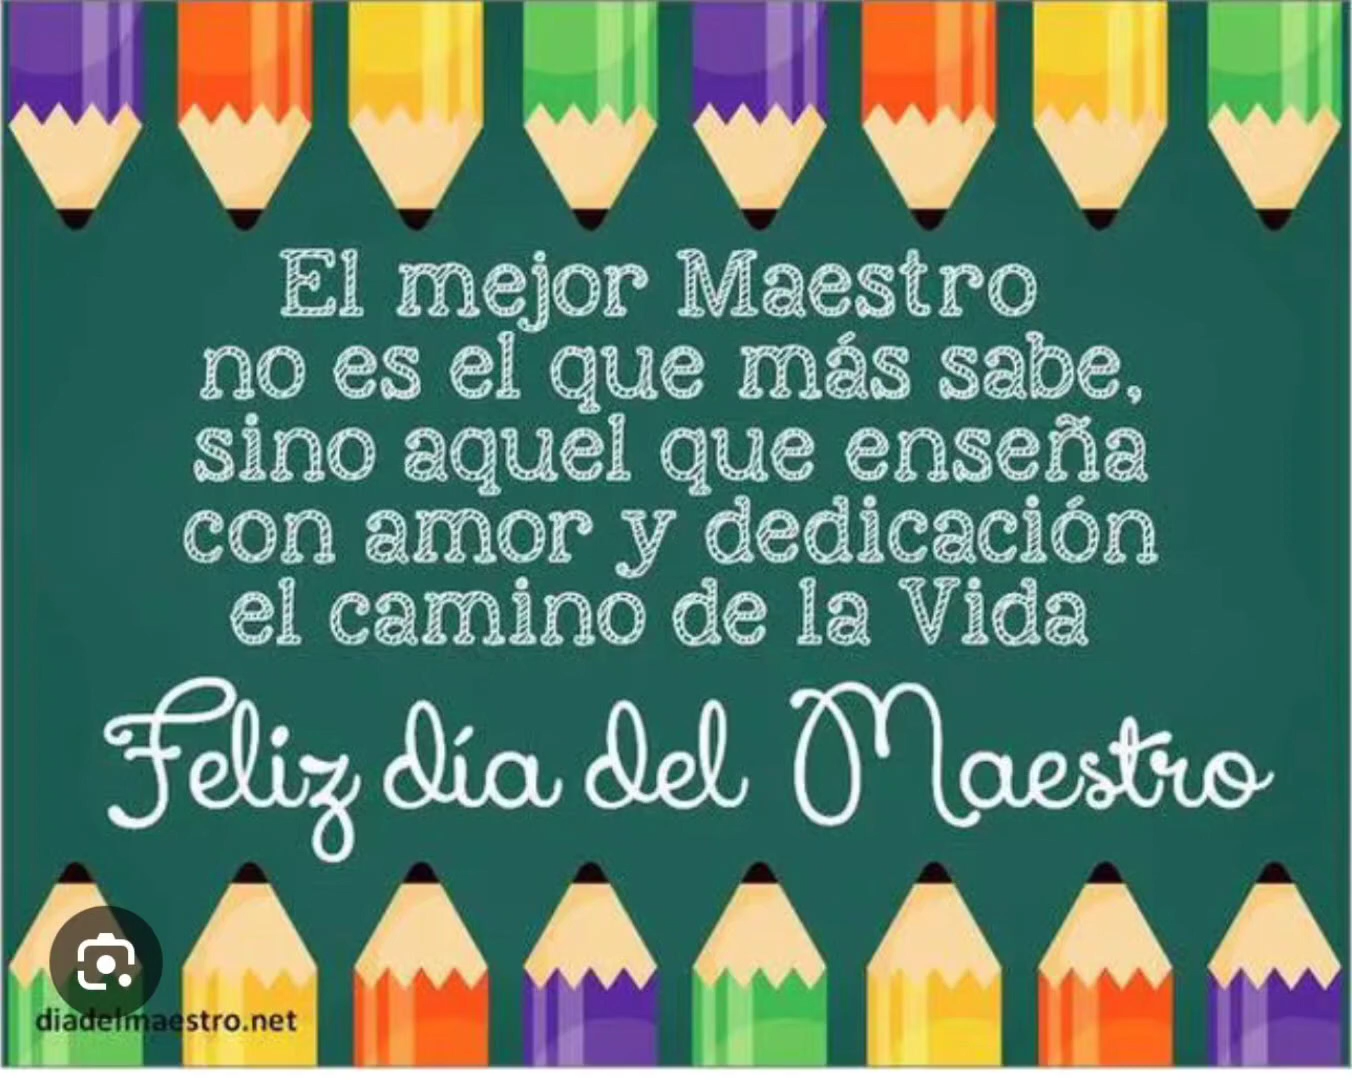 El mejor Maestro
no es el que más sabe,
sino aquel que enseña
con amor y dedicación
el camino de la Vida
Feliz día del Maestro
diadelmaestro.net